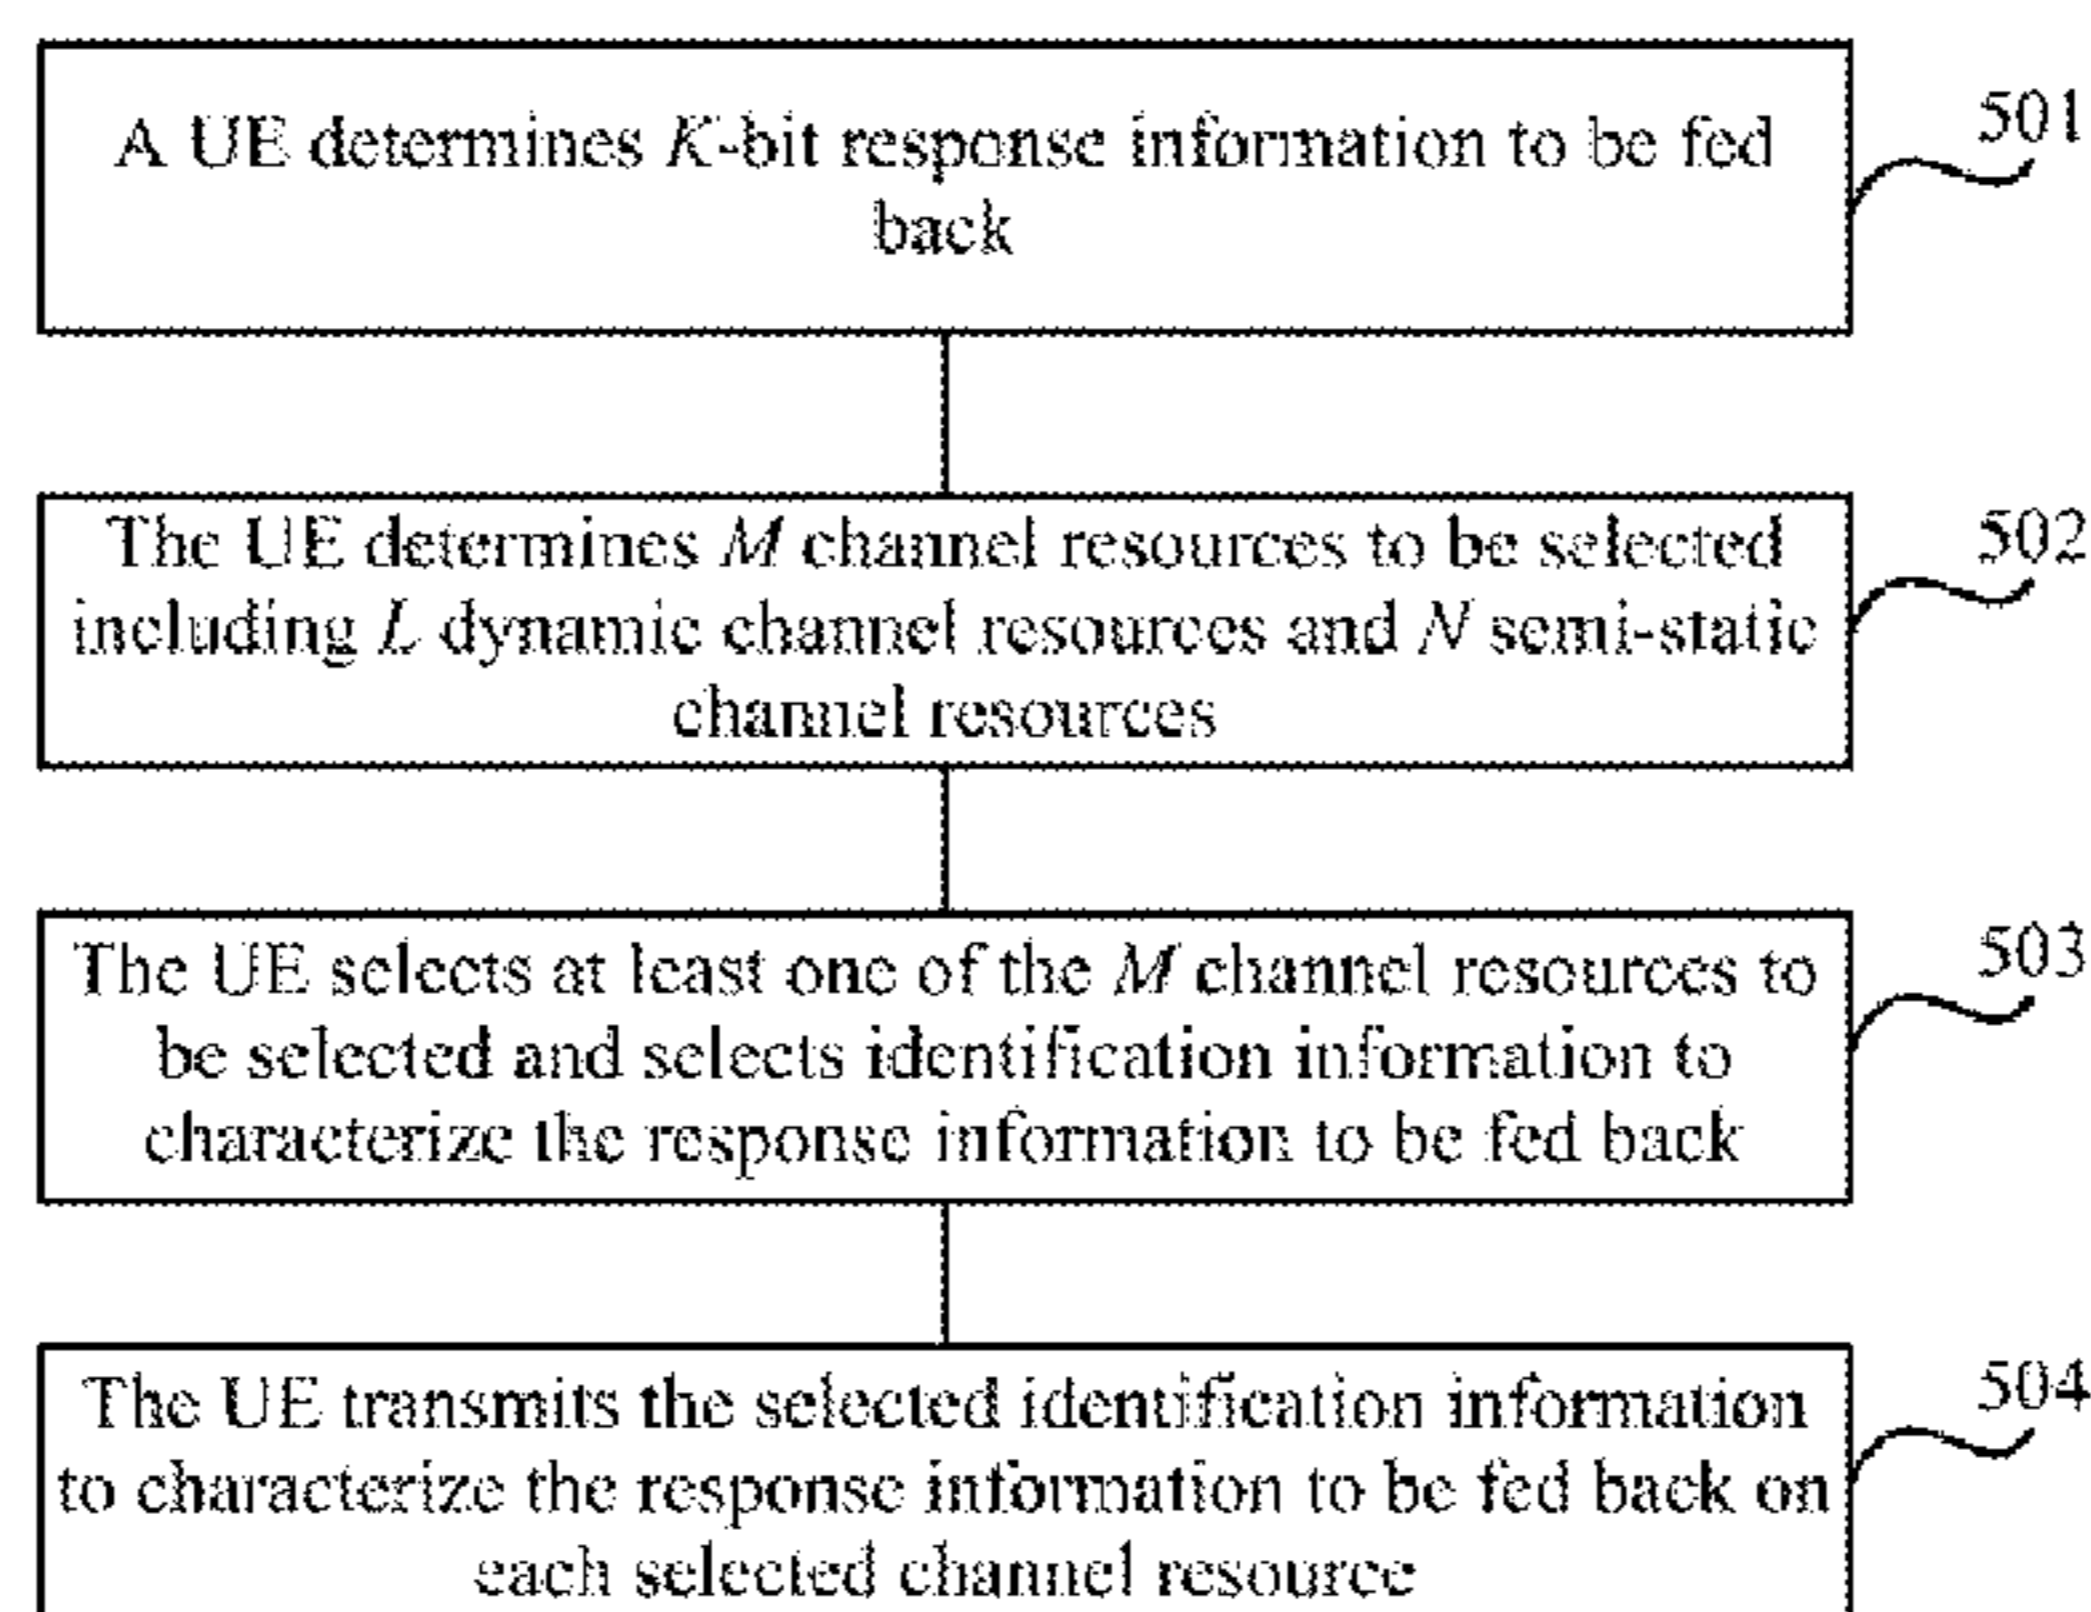 A UE determines K-bit response information to be fed
back
501
The UE determines M channel resources to be selected
including L dynamic channel resources and N semi-static
channel resources
502
The UE selects at least one of the M channel resources to
be selected and selects identification information to
characterize the response information to be fed back
503
The UE transmits the selected identification information
to characterize the response information to be fed back on
each selected channel resource
504